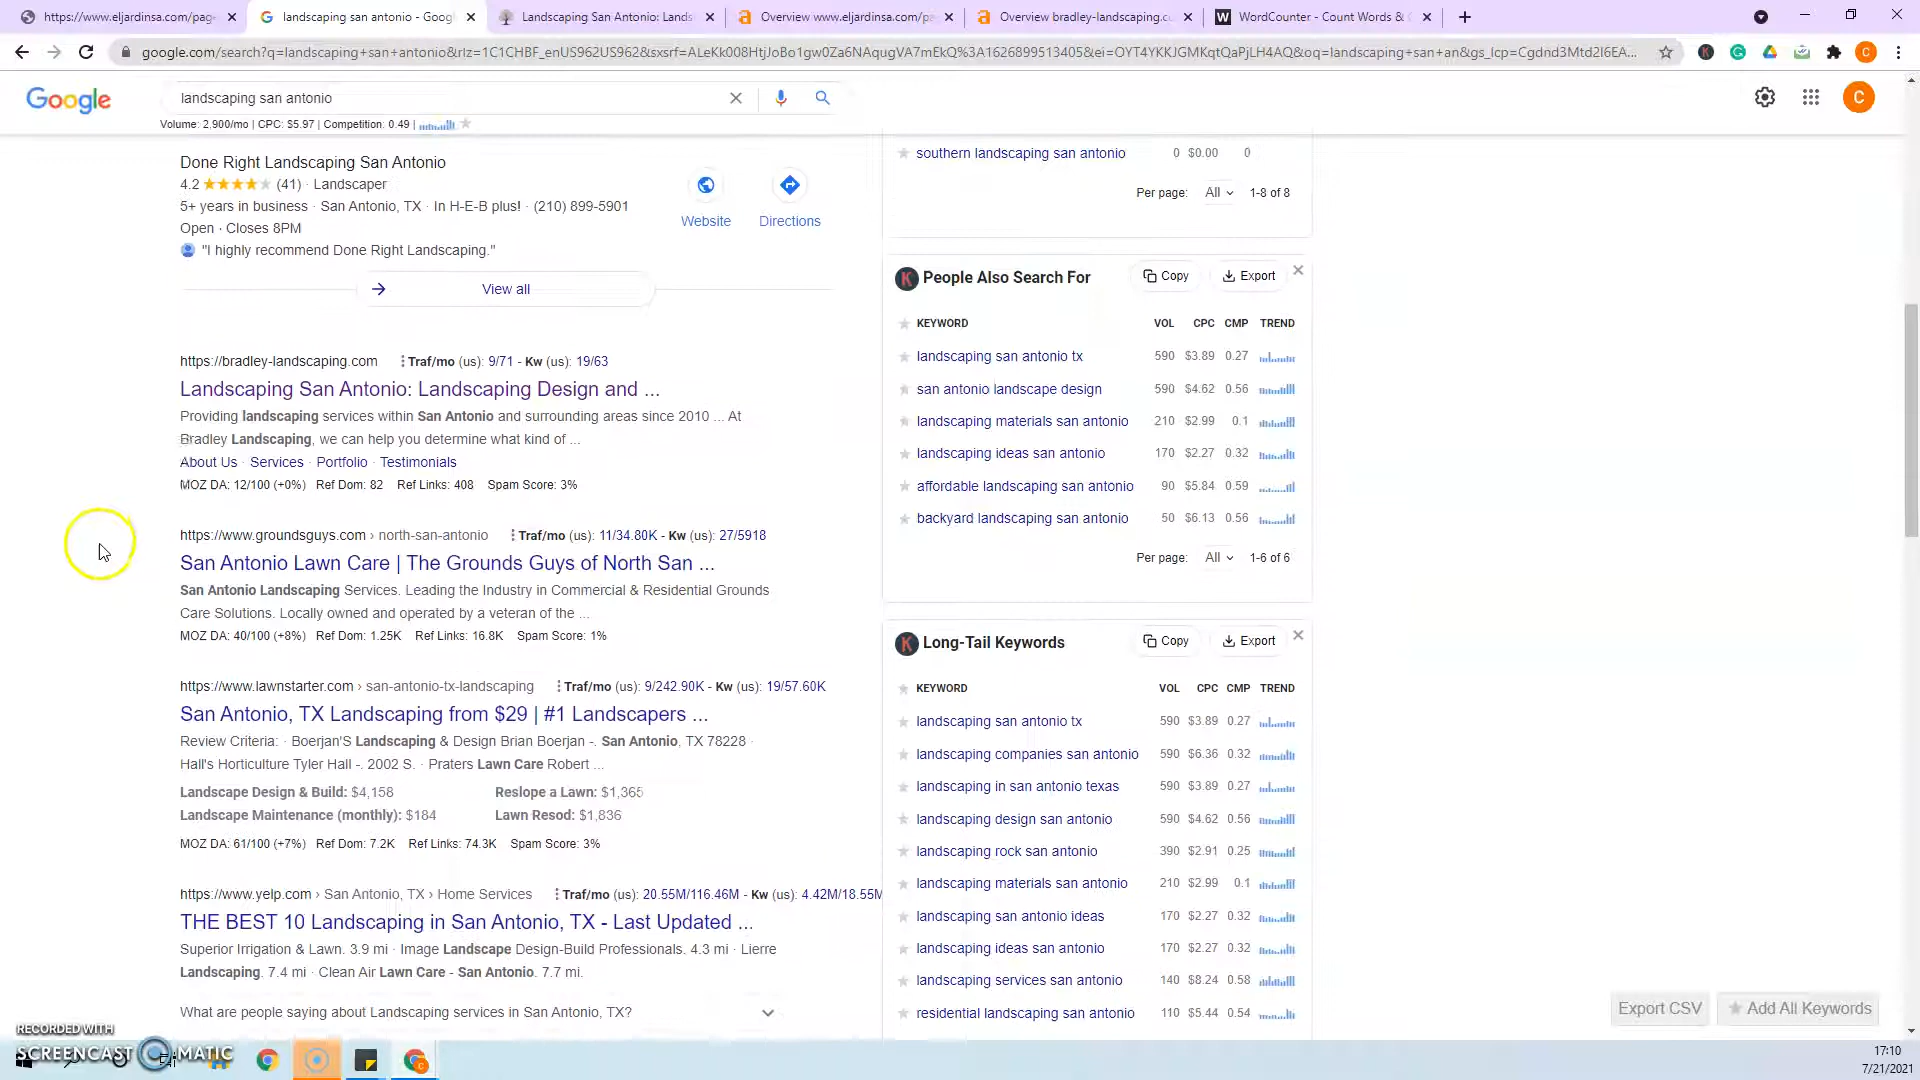 https://www.eljardinsa.com/page
landscaping san antonio - Goog
Landscaping San Antonio: Lands
Overview www.eljardinsa.com/pa
Overview bradley-landscaping.c
WordCounter - Count Words &
google.com/search?q=landscaping+san+antonio&rlz=1C1CHBF_enUS962US962&sxsrf=ALeKk008HtjJoBo1gw0Za6NAqugVA7mEkQ%3A1626899513405&ei=OYT4YKKJGMKqtQaPjLH4AQ&oq=landscaping+san+an&gs_lcp=Cgdnd3Mtd2l6EA...
Google
landscaping san antonio
C
C
Volume: 2,900/mo | CPC: $5.97 | Competition: 0.49 |
Done Right Landscaping San Antonio
4.2 (41) · Landscaper
5+ years in business · San Antonio, TX · In H-E-B plus! · (210) 899-5901
Open · Closes 8PM
"I highly recommend Done Right Landscaping."
Website
Directions
View all
https://bradley-landscaping.com Traf/mo (us): 9/71 - Kw (us): 19/63
Landscaping San Antonio: Landscaping Design and ...
Providing landscaping services within San Antonio and surrounding areas since 2010 ... At
Bradley Landscaping, we can help you determine what kind of ...
About Us · Services · Portfolio · Testimonials
MOZ DA: 12/100 (+0%) Ref Dom: 82 Ref Links: 408 Spam Score: 3%
https://www.groundsguys.com › north-san-antonio Traf/mo (us): 11/34.80K - Kw (us): 27/5918
San Antonio Lawn Care | The Grounds Guys of North San ...
San Antonio Landscaping Services. Leading the Industry in Commercial & Residential Grounds
Care Solutions. Locally owned and operated by a veteran of the ...
MOZ DA: 40/100 (+8%) Ref Dom: 1.25K Ref Links: 16.8K Spam Score: 1%
https://www.lawnstarter.com › san-antonio-tx-landscaping Traf/mo (us): 9/242.90K - Kw (us): 19/57.60K
San Antonio, TX Landscaping from $29 | #1 Landscapers ...
Review Criteria: · Boerjan'S Landscaping & Design Brian Boerjan -. San Antonio, TX 78228 ·
Hall's Horticulture Tyler Hall -. 2002 S. · Praters Lawn Care Robert ...
Landscape Design & Build: $4,158 Reslope a Lawn: $1,365
Landscape Maintenance (monthly): $184 Lawn Resod: $1,836
MOZ DA: 61/100 (+7%) Ref Dom: 7.2K Ref Links: 74.3K Spam Score: 3%
https://www.yelp.com › San Antonio, TX › Home Services Traf/mo (us): 20.55M/116.46M - Kw (us): 4.42M/18.55M
THE BEST 10 Landscaping in San Antonio, TX - Last Updated ...
Superior Irrigation & Lawn. 3.9 mi · Image Landscape Design-Build Professionals. 4.3 mi · Lierre
Landscaping. 7.4 mi · Clean Air Lawn Care - San Antonio. 7.7 mi.
What are people saying about Landscaping services in San Antonio, TX?
southern landscaping san antonio 0 $0.00 0
Per page: All 1-8 of 8
People Also Search For Copy Export
KEYWORD VOL CPC CMP TREND
landscaping san antonio tx 590 $3.89 0.27
san antonio landscape design 590 $4.62 0.56
landscaping materials san antonio 210 $2.99 0.1
landscaping ideas san antonio 170 $2.27 0.32
affordable landscaping san antonio 90 $5.84 0.59
backyard landscaping san antonio 50 $6.13 0.56
Per page: All 1-6 of 6
Long-Tail Keywords Copy Export
KEYWORD VOL CPC CMP TREND
landscaping san antonio tx 590 $3.89 0.27
landscaping companies san antonio 590 $6.36 0.32
landscaping in san antonio texas 590 $3.89 0.27
landscaping design san antonio 590 $4.62 0.56
landscaping rock san antonio 390 $2.91 0.25
landscaping materials san antonio 210 $2.99 0.1
landscaping san antonio ideas 170 $2.27 0.32
landscaping ideas san antonio 170 $2.27 0.32
landscaping services san antonio 140 $8.24 0.58
residential landscaping san antonio 110 $5.44 0.54
Export CSV
Add All Keywords
RECORDED WITH
SCREENCAST MATIC
17:10
7/21/2021